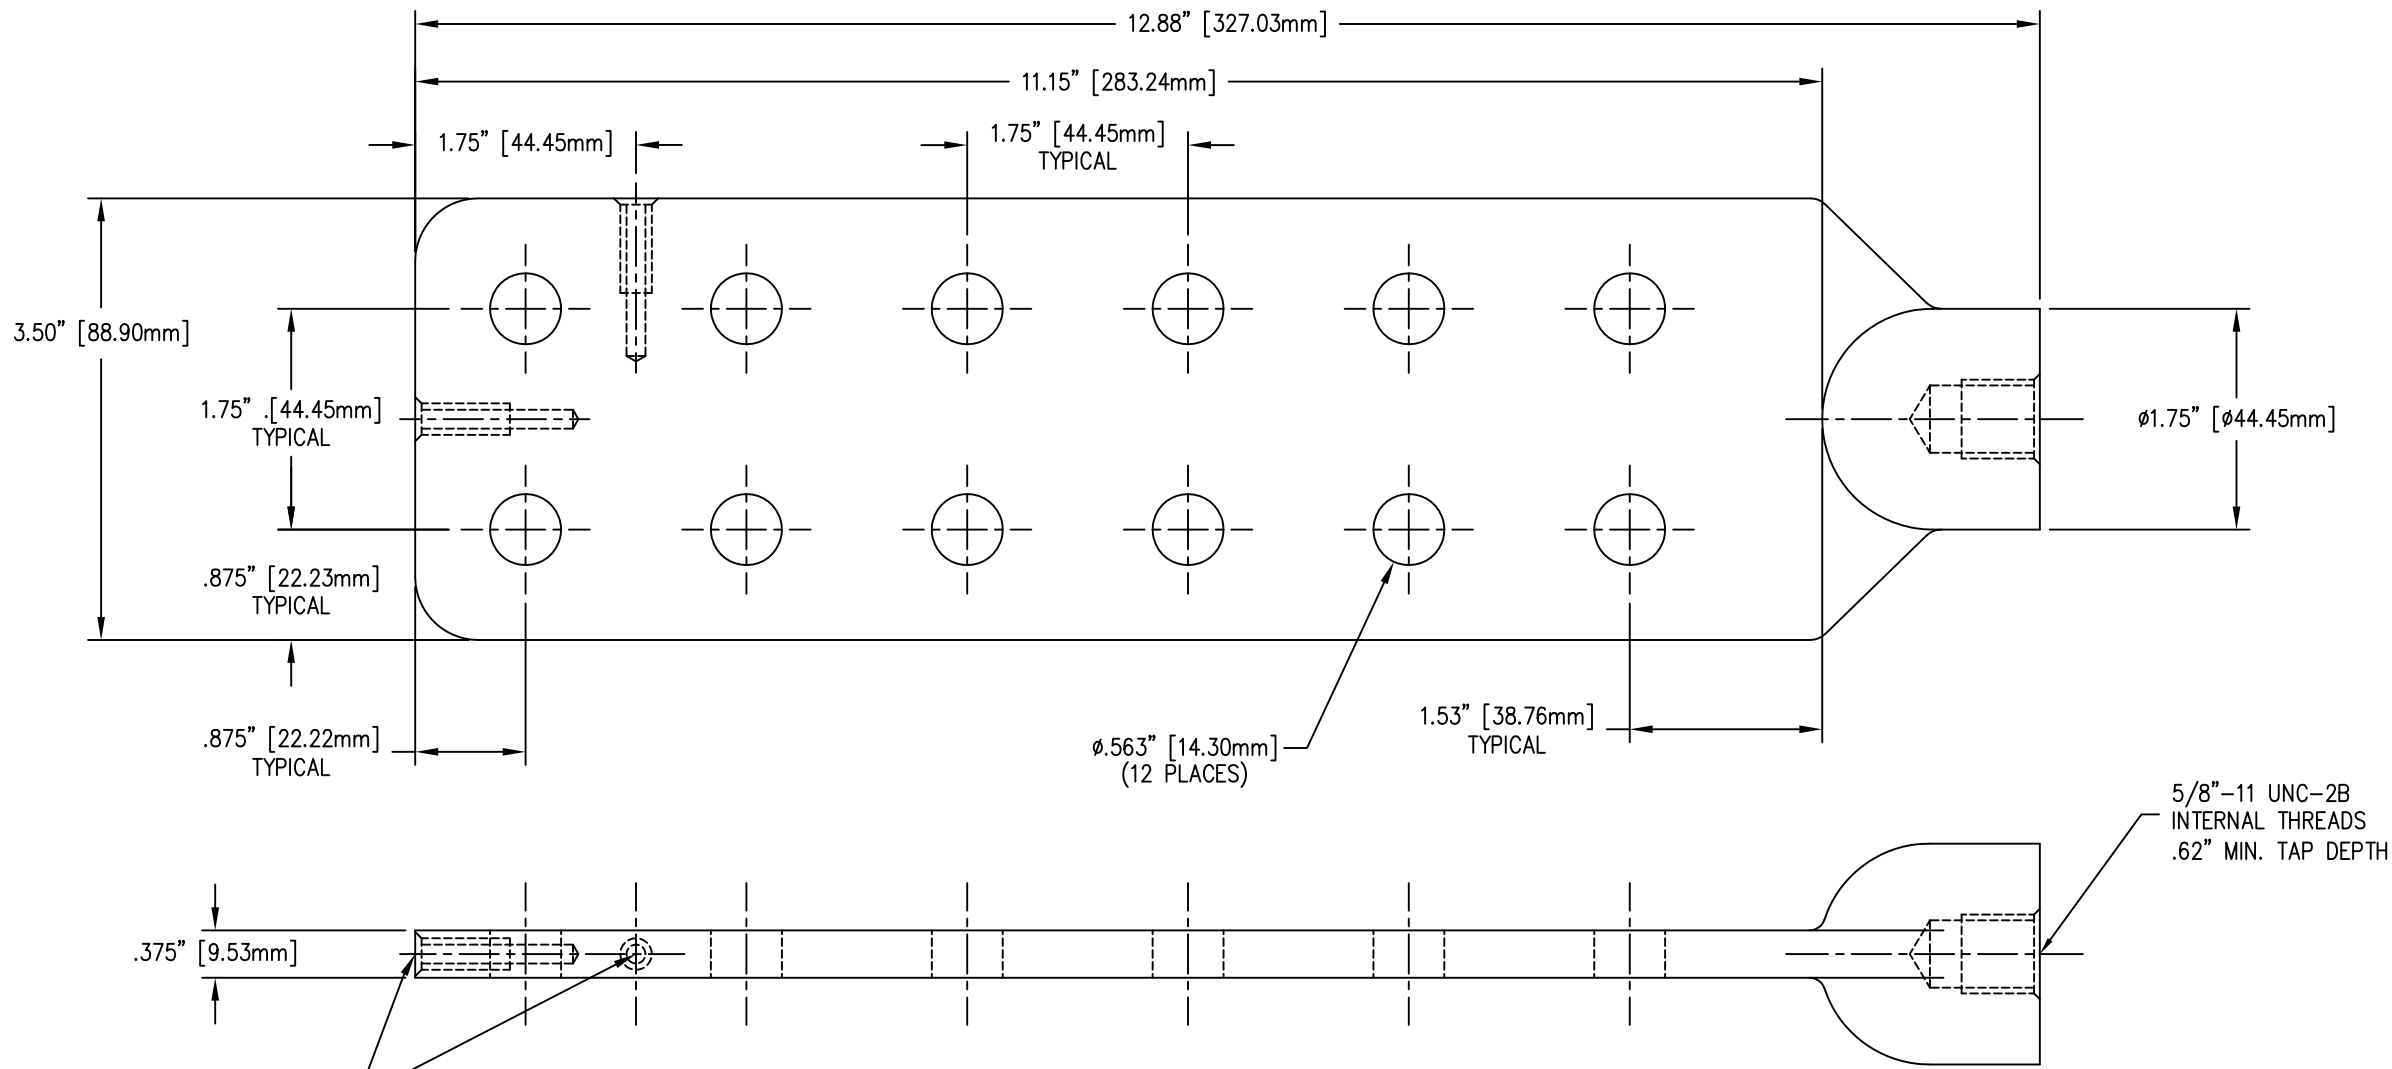 12.88” [327.03mm]
11.15” [283.24mm]
1.75” [44.45mm]
1.75” [44.45mm]
TYPICAL
3.50” [88.90mm]
1.75” .[44.45mm]
TYPICAL
ø1.75” [ø44.45mm]
.875” [22.23mm]
TYPICAL
.875” [22.22mm]
TYPICAL
ø.563” [14.30mm]
(12 PLACES)
1.53” [38.76mm]
TYPICAL
5/8”-11 UNC-2B
INTERNAL THREADS
.62” MIN. TAP DEPTH
.375” [9.53mm]